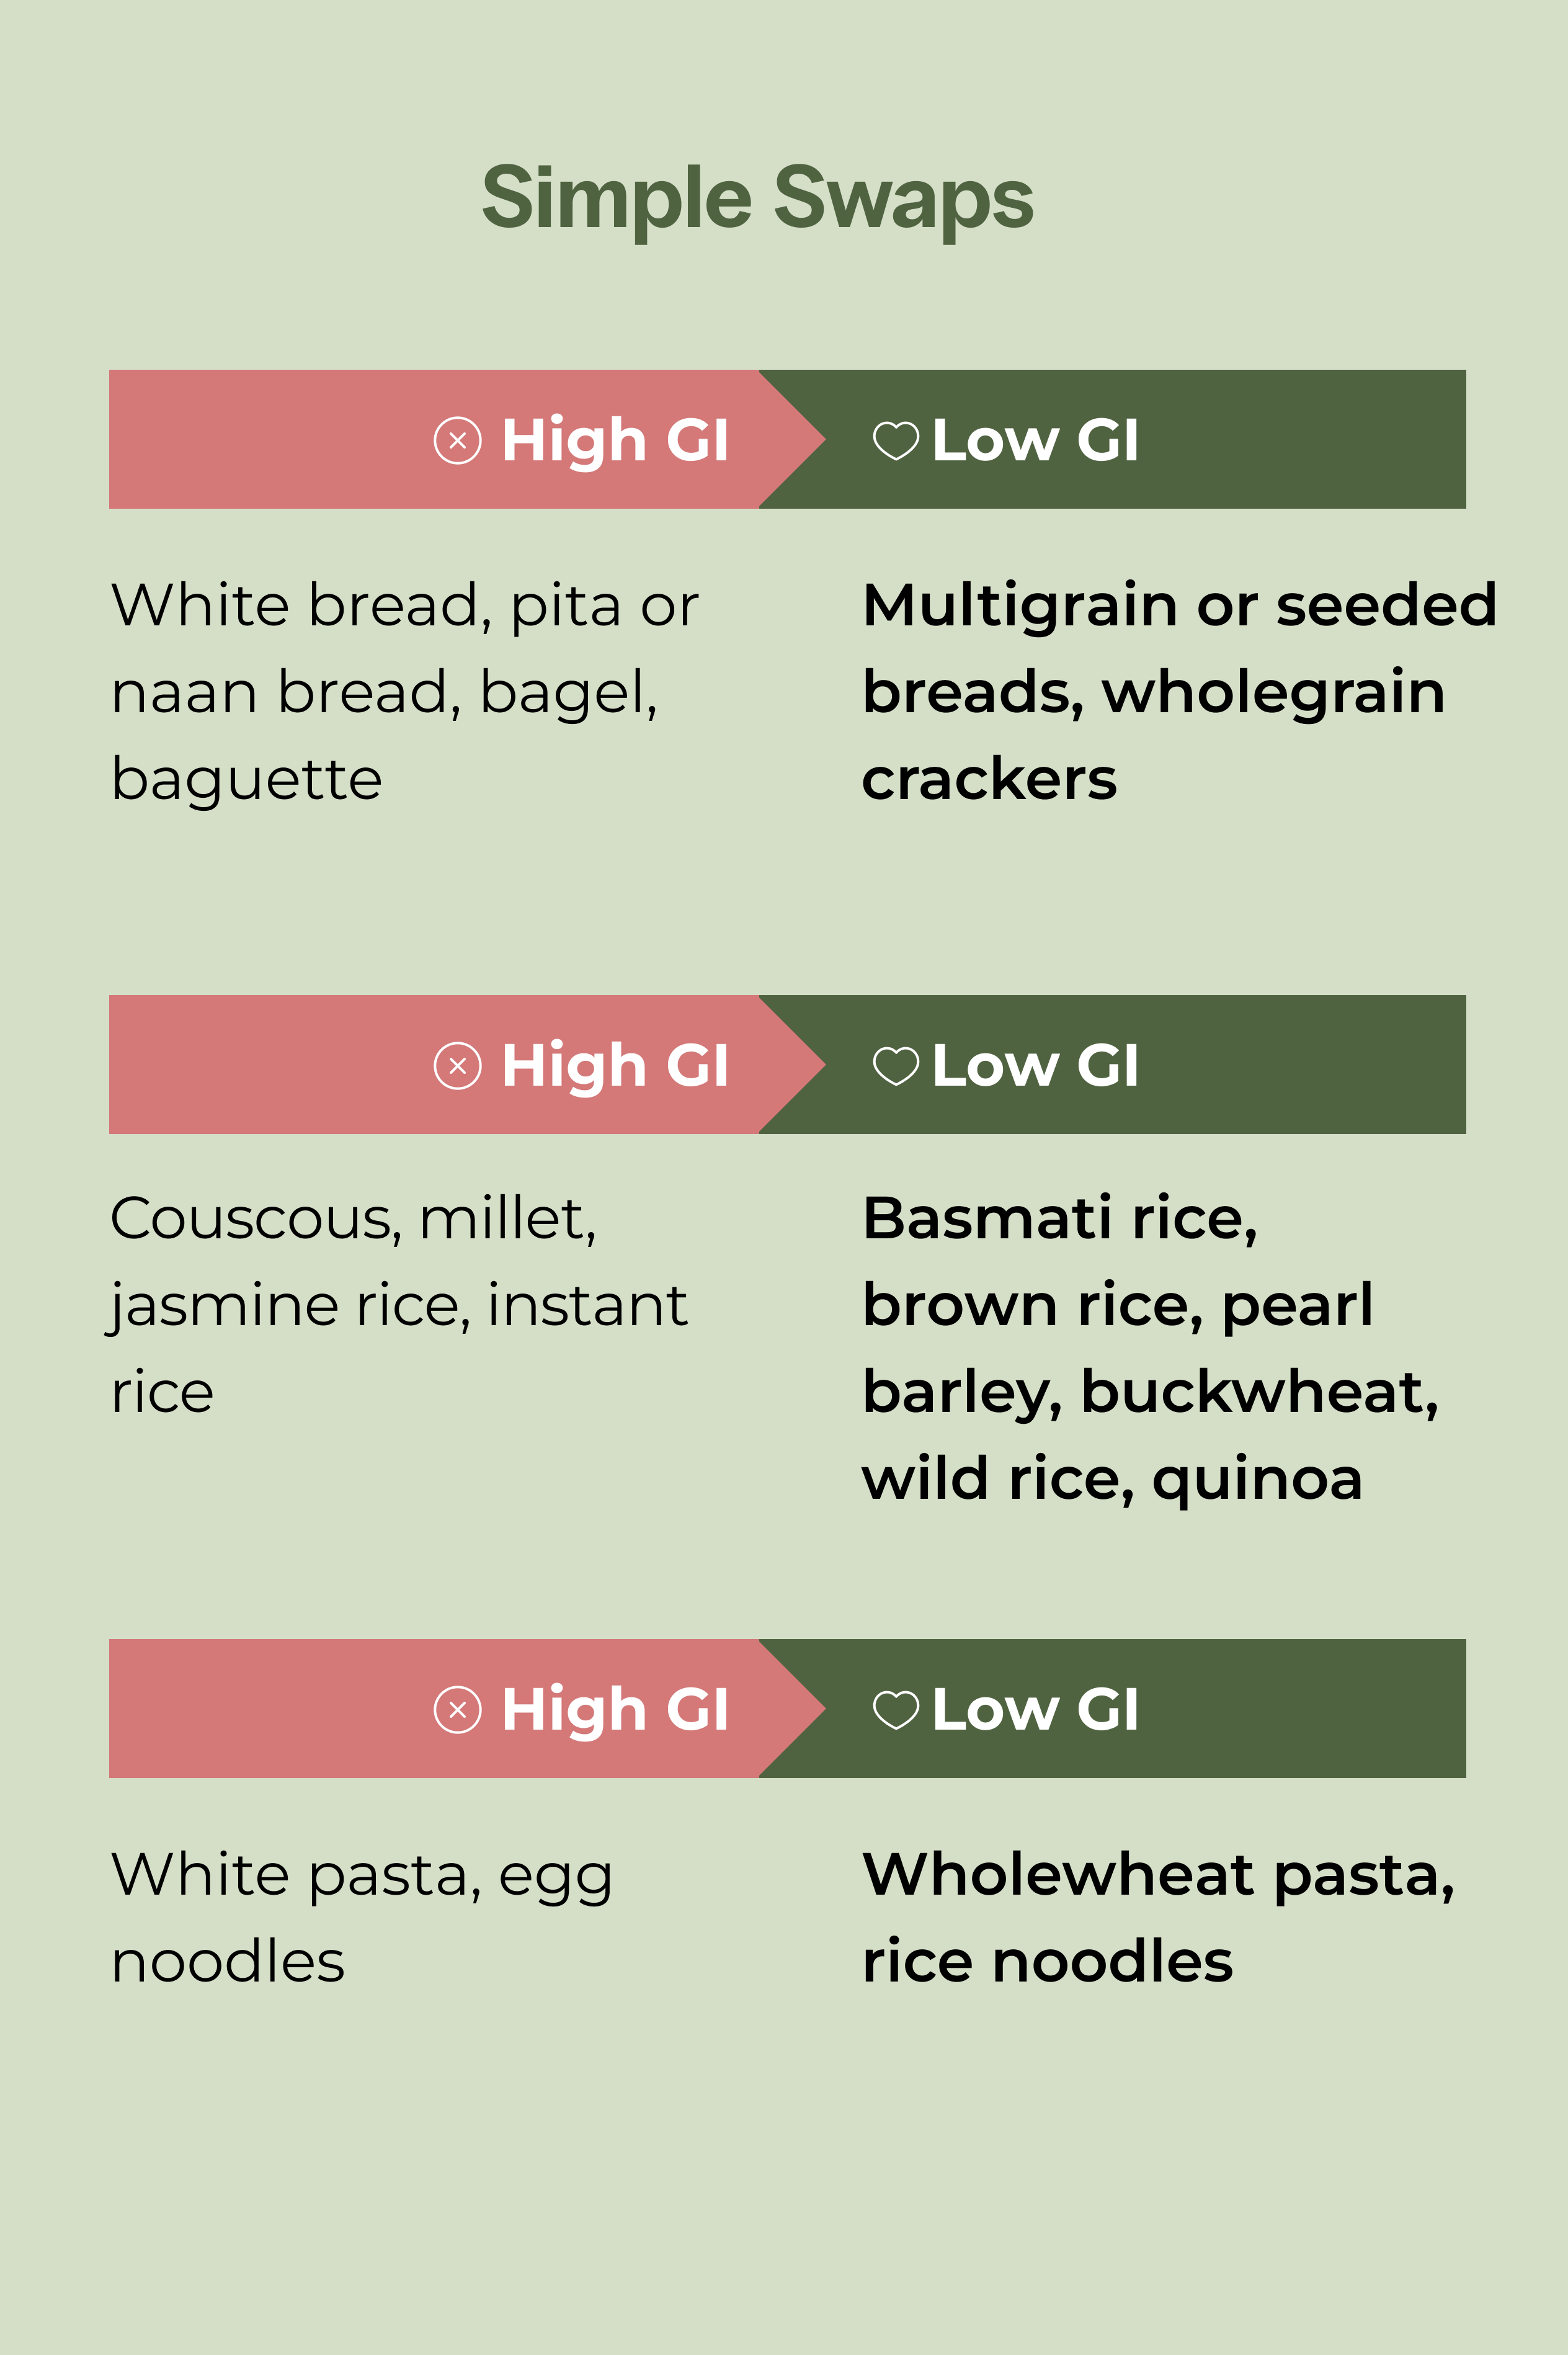 Simple Swaps
High GI
Low GI
White bread, pita or
naan bread, bagel,
baguette
Multigrain or seeded
breads, wholegrain
crackers
High GI
Low GI
Couscous, millet,
jasmine rice, instant
rice
Basmati rice,
brown rice, pearl
barley, buckwheat,
wild rice, quinoa
High GI
Low GI
White pasta, egg
noodles
Wholewheat pasta,
rice noodles